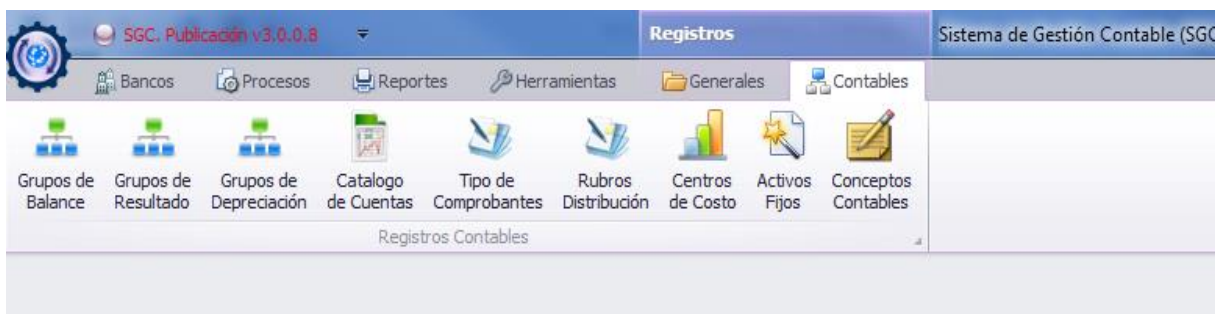 SGC. Publicación v3.0.0.8
Registros
Sistema de Gestión Contable (SGC
Bancos
Procesos
Reportes
Herramientas
Generales
Contables
Grupos de
Balance
Grupos de
Resultado
Grupos de
Depreciación
Catalogo
de Cuentas
Tipo de
Comprobantes
Rubros
Distribución
Centros
de Costo
Activos
Fijos
Conceptos
Contables
Registros Contables